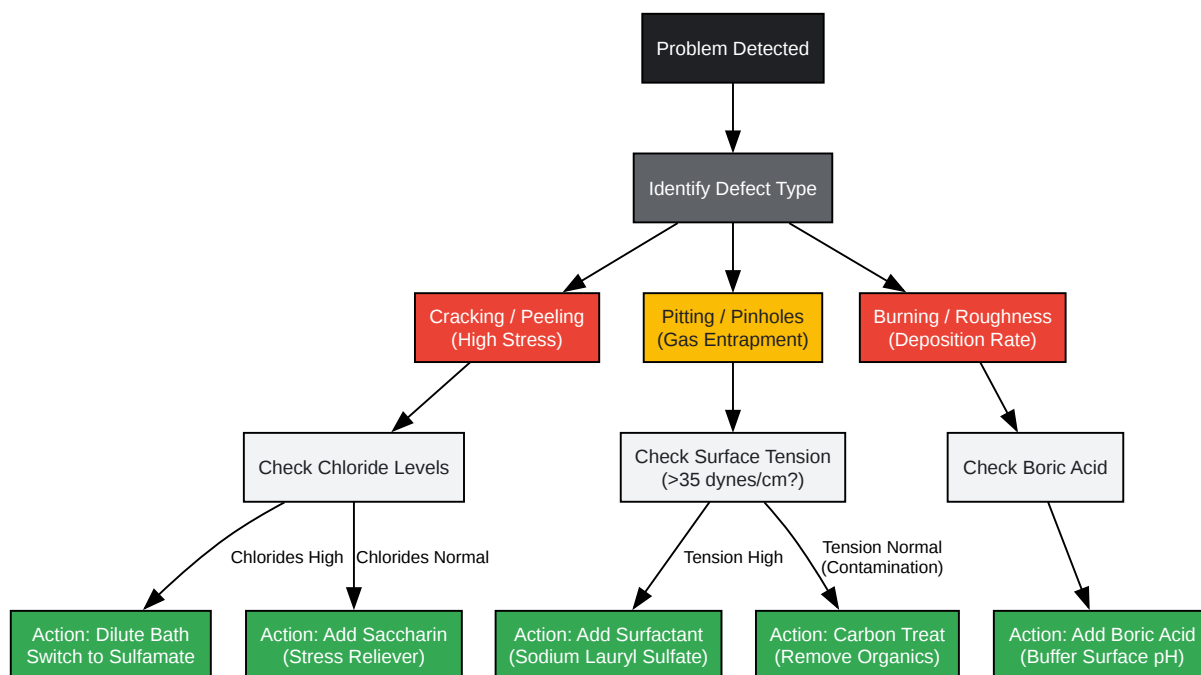 Problem Detected
Identify Defect Type
Cracking / Peeling
(High Stress)
Pitting / Pinholes
(Gas Entrapment)
Burning / Roughness
(Deposition Rate)
Check Chloride Levels
Check Surface Tension
(>35 dynes/cm?)
Check Boric Acid
Chlorides High
Chlorides Normal
Tension High
Tension Normal
(Contamination)
Action: Dilute Bath
Switch to Sulfamate
Action: Add Saccharin
(Stress Reliever)
Action: Add Surfactant
(Sodium Lauryl Sulfate)
Action: Carbon Treat
(Remove Organics)
Action: Add Boric Acid
(Buffer Surface pH)